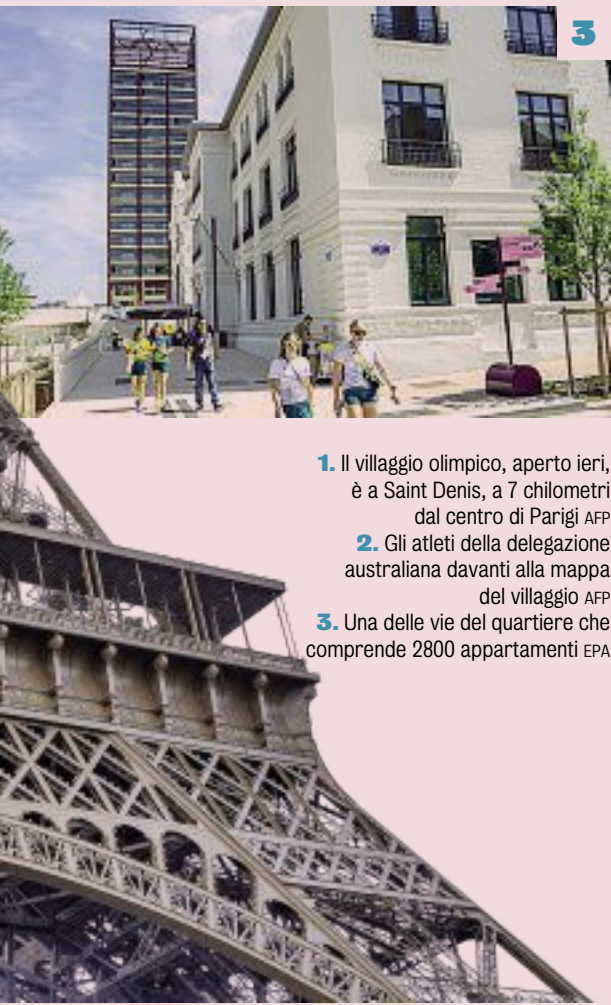 3
1. Il villaggio olimpico, aperto ieri,
è a Saint Denis, a 7 chilometri
dal centro di Parigi AFP
2. Gli atleti della delegazione
australiana davanti alla mappa
del villaggio AFP
3. Una delle vie del quartiere che
comprende 2800 appartamenti EPA